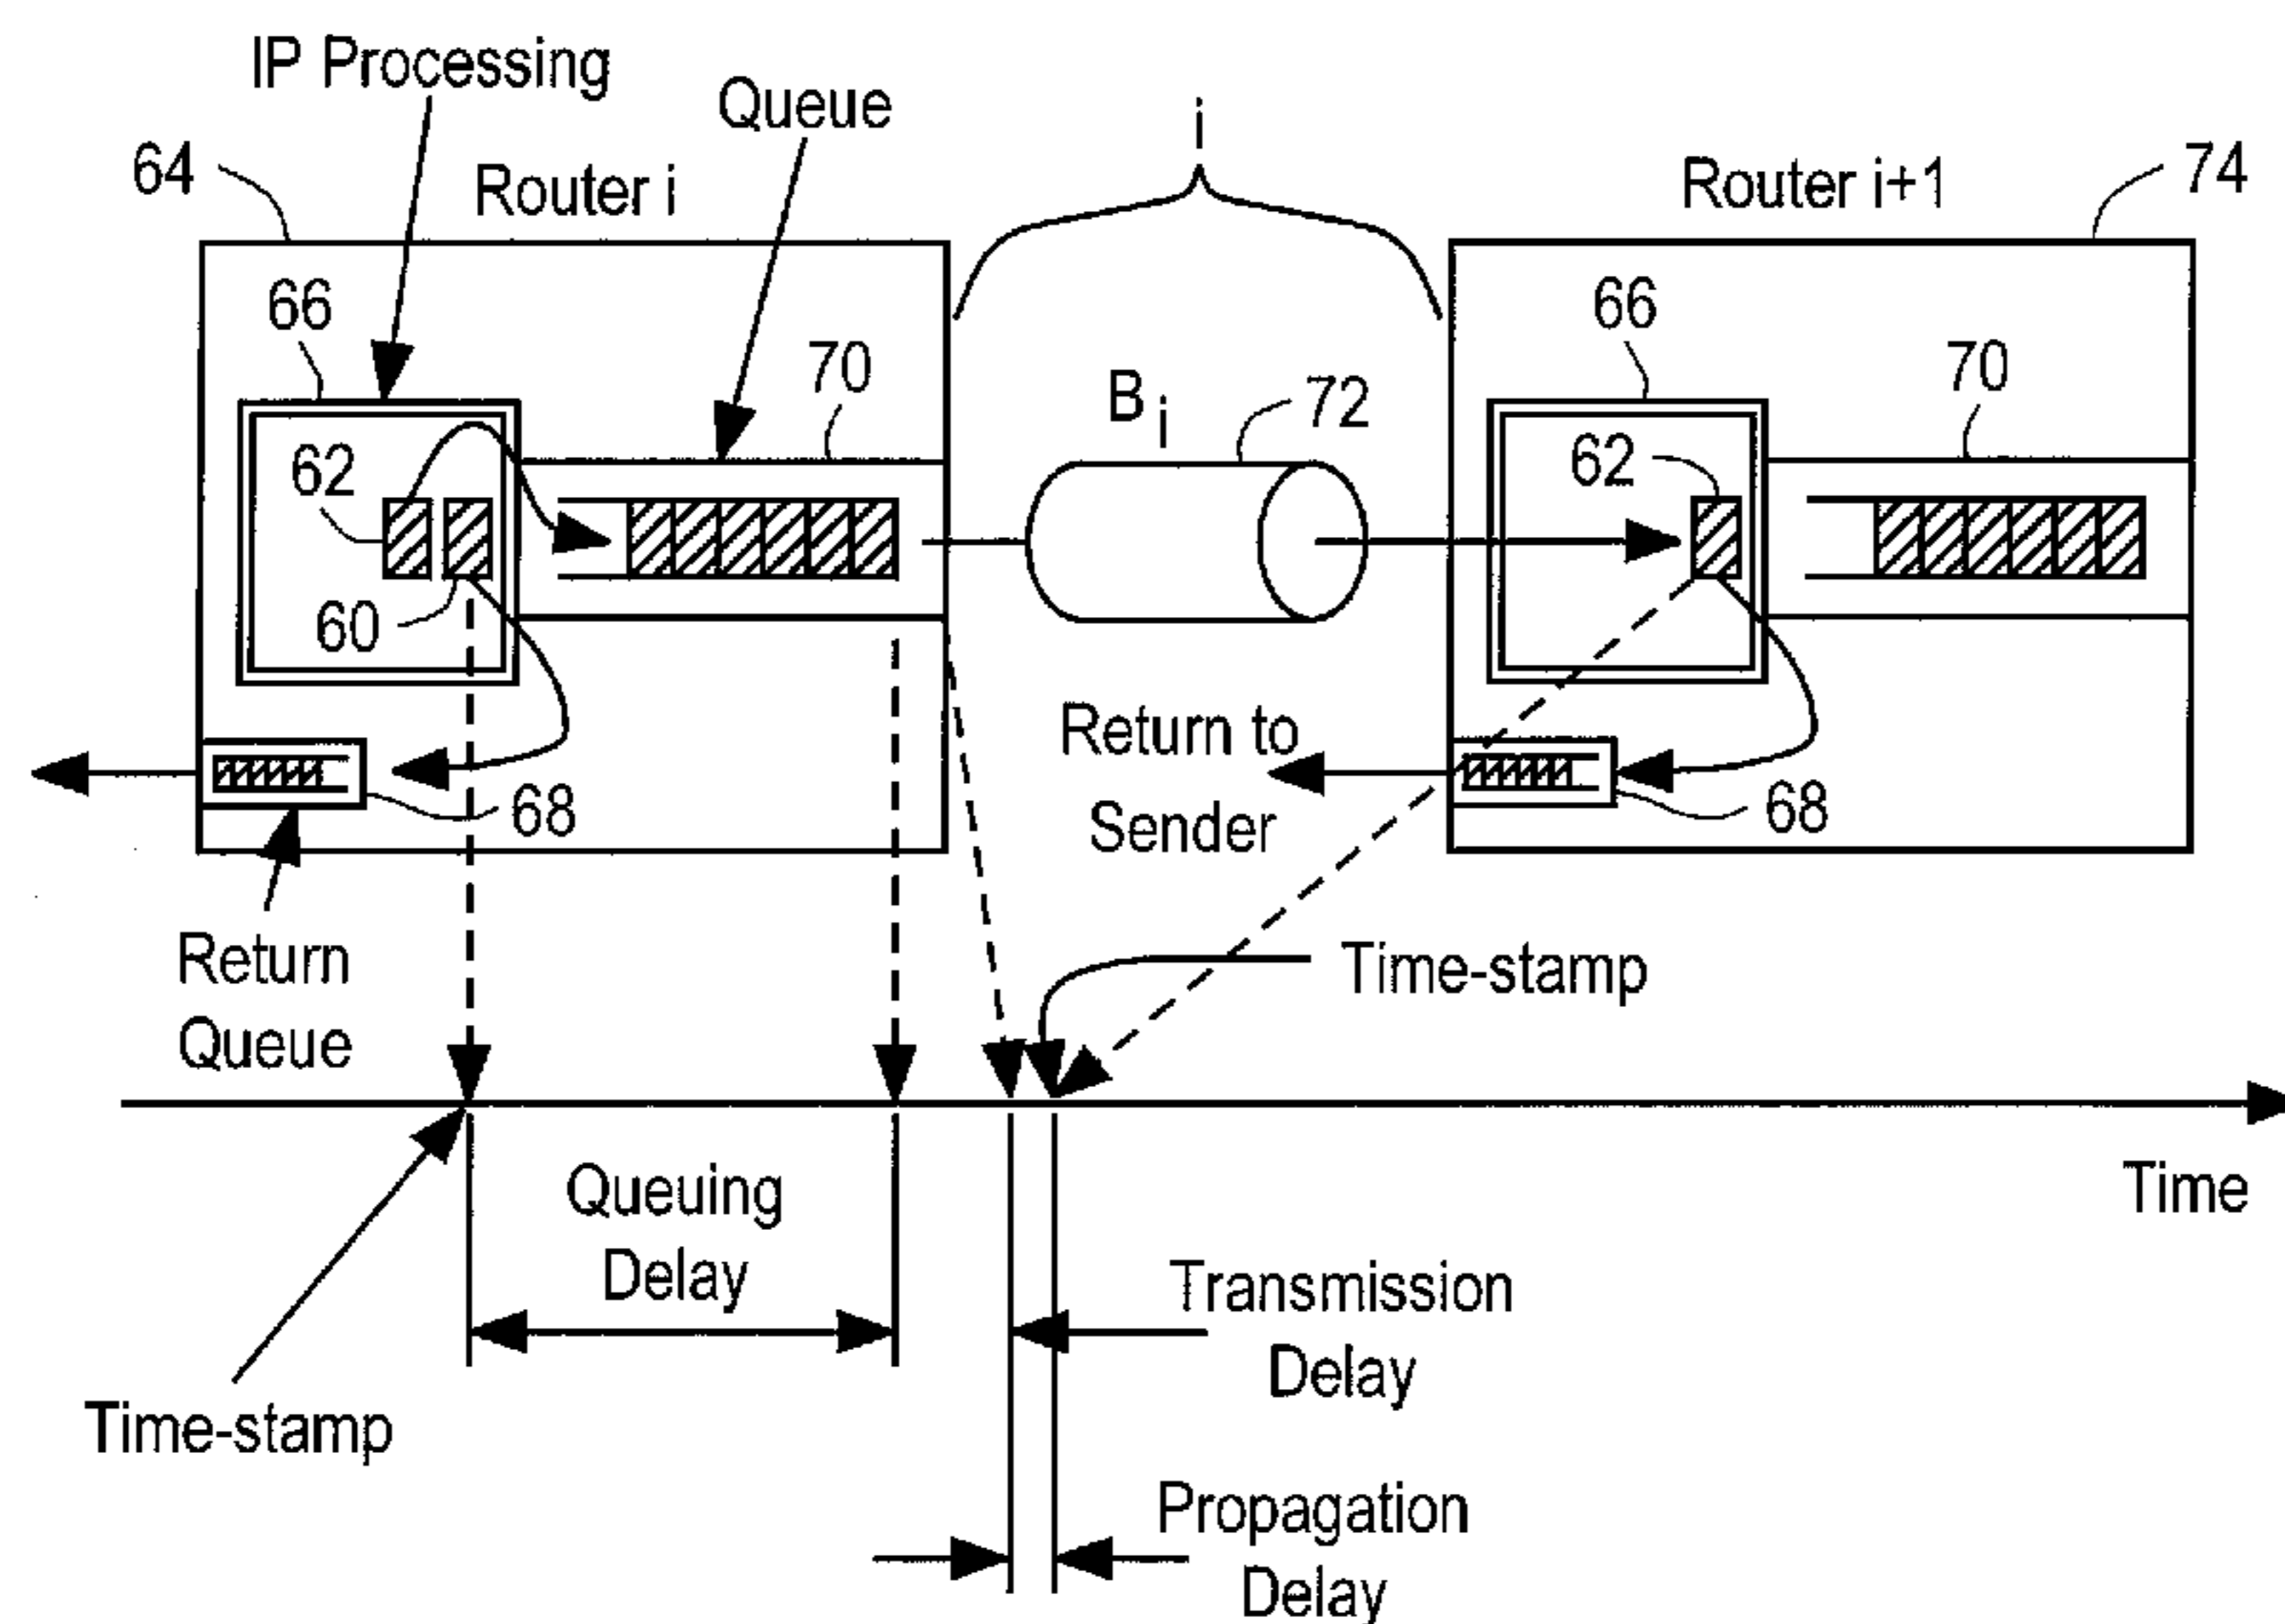 IP Processing
Queue
i
64
Router i
Router i+1
74
66
70
62
60
B i
72
66
70
62
Return to
Sender
68
68
Return
Queue
Time-stamp
Time
Queuing
Delay
Transmission
Delay
Time-stamp
Propagation
Delay